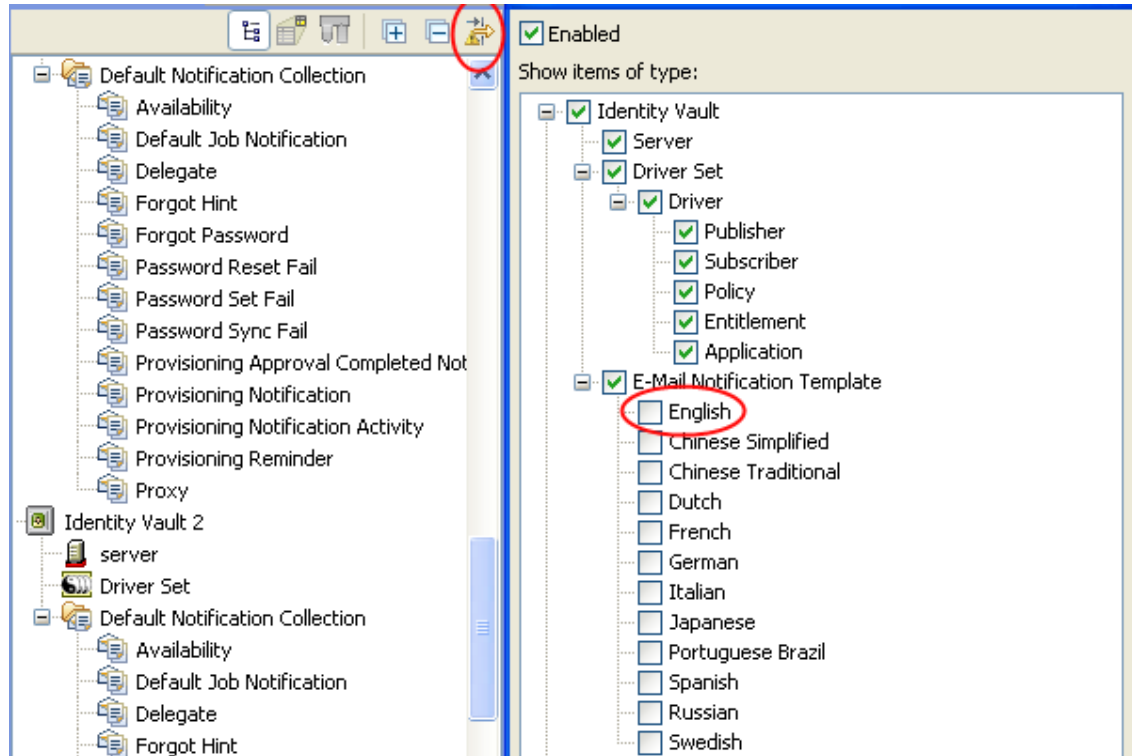 Default Notification Collection
Availability
Default Job Notification
Delegate
Forgot Hint
Forgot Password
Password Reset Fail
Password Set Fail
Password Sync Fail
Provisioning Approval Completed Not
Provisioning Notification
Provisioning Notification Activity
Provisioning Reminder
Proxy
Identity Vault 2
server
Driver Set
Default Notification Collection
Availability
Default Job Notification
Delegate
Forgot Hint
Enabled
Show items of type:
Identity Vault
Server
Driver Set
Driver
Publisher
Subscriber
Policy
Entitlement
Application
E-Mail Notification Template
English
Chinese Simplified
Chinese Traditional
Dutch
French
German
Italian
Japanese
Portuguese Brazil
Spanish
Russian
Swedish